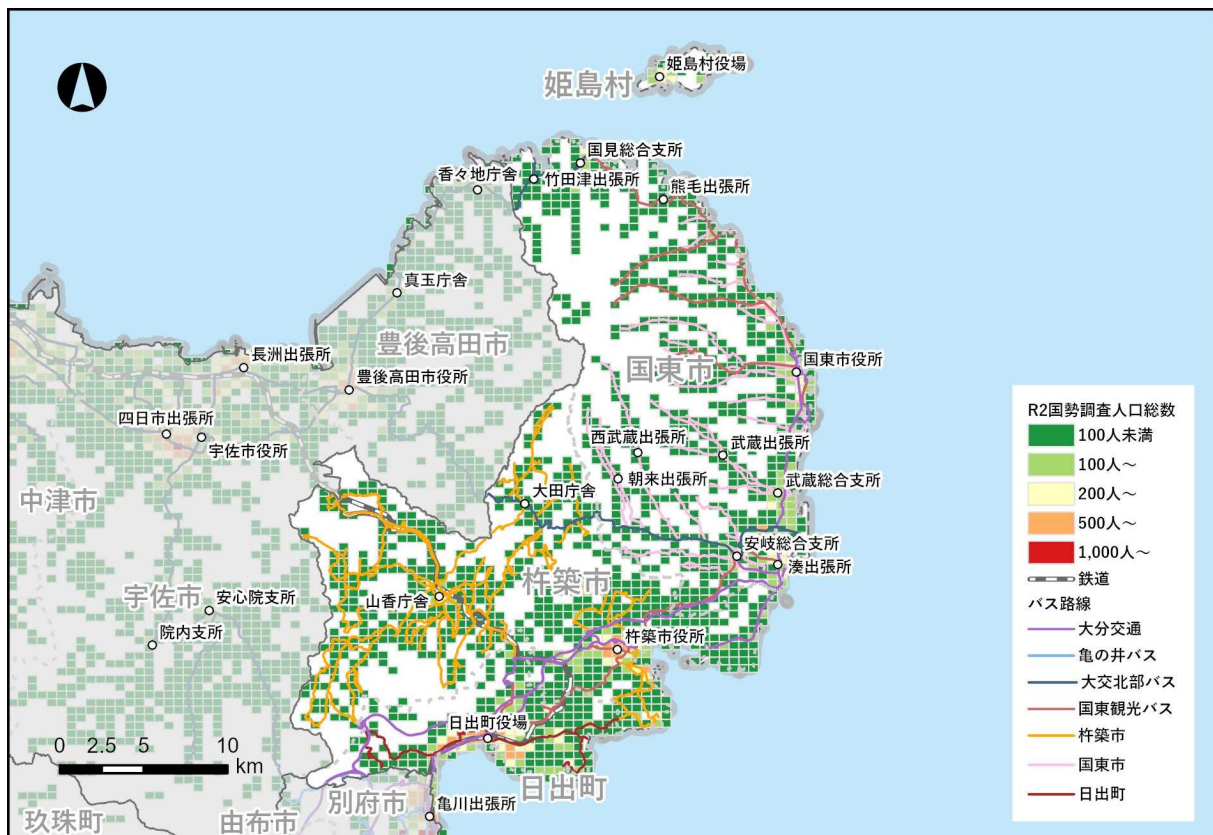 姫島村役場
姫島村
国見総合支所
香々地庁舎
竹田津出張所
熊毛出張所
真玉庁舎
豊後高田市
長洲出張所
国東市役所
国東市
豊後高田市役所
四日市出張所
宇佐市役所
西武蔵出張所
武蔵出張所
朝来出張所
武蔵総合支所
中津市
大田庁舎
安岐総合支所
湊出張所
杵築市
山香庁舎
宇佐市
安心院支所
院内支所
杵築市役所
日出町役場
0 2.5 5 10
km
日出町
別府市
亀川出張所
玖珠町
由布市
R2国勢調査人口総数
100人未満
100人～
200人～
500人～
1,000人～
鉄道
バス路線
大分交通
亀の井バス
大交北部バス
国東観光バス
杵築市
国東市
日出町